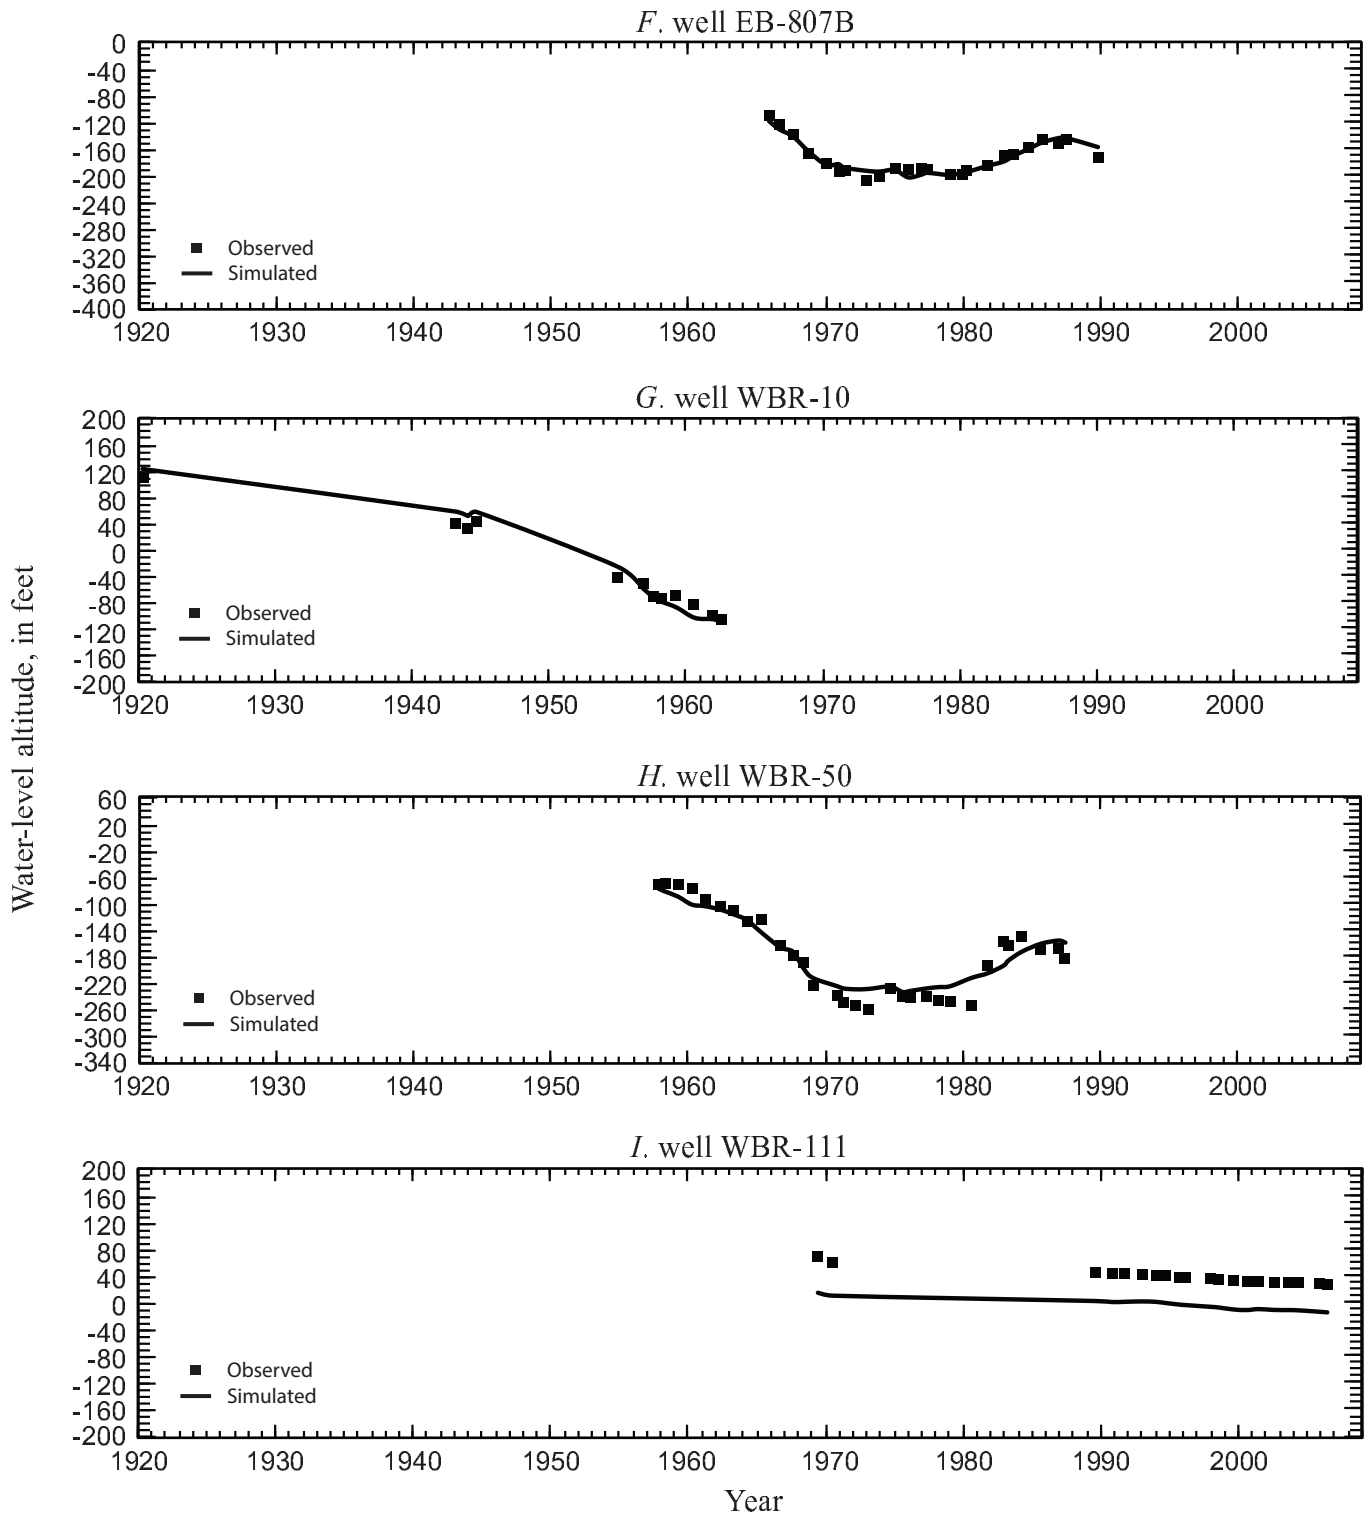 F. well EB-807B
0
-40
-80
-120
-160
-200
-240
-280
-320
-360
-400
Observed
Simulated
1920 1930 1940 1950 1960 1970 1980 1990 2000
G. well WBR-10
200
160
120
80
40
0
-40
-80
-120
-160
-200
Observed
Simulated
1920 1930 1940 1950 1960 1970 1980 1990 2000
Water-level altitude, in feet
H. well WBR-50
60
20
-20
-60
-100
-140
-180
-220
-260
-300
-340
Observed
Simulated
1920 1930 1940 1950 1960 1970 1980 1990 2000
I. well WBR-111
200
160
120
80
40
0
-40
-80
-120
-160
-200
Observed
Simulated
1920 1930 1940 1950 1960 1970 1980 1990 2000
Year